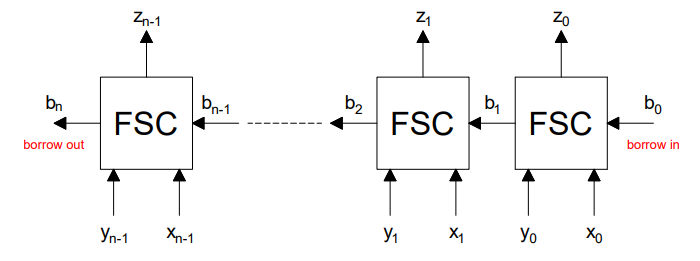 z_{n-1} z_1 z_0
b_n FSC b_{n-1} b_2 FSC b_1 FSC b_0
borrow out borrow in
y_{n-1} x_{n-1} y_1 x_1 y_0 x_0